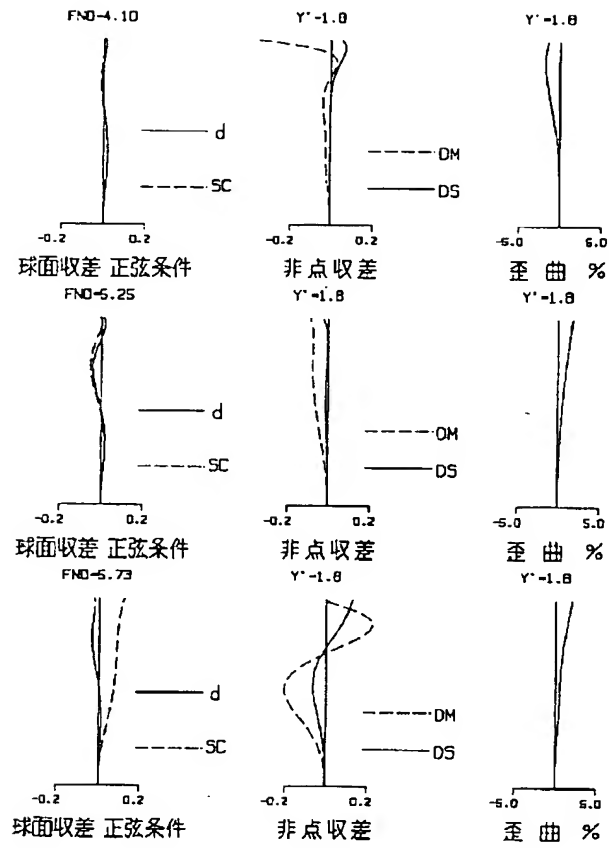 FNO-4.10 Y'-1.8 Y'-1.8
d
DM
SC
DS
-0.2 0.2 -0.2 0.2 -5.0 5.0
球面収差 正弦条件 非点収差 歪曲 %
FNO-5.25 Y'-1.8 Y'-1.8
d
DM
SC
DS
-0.2 0.2 -0.2 0.2 -5.0 5.0
球面収差 正弦条件 非点収差 歪曲 %
FNO-5.73 Y'-1.8 Y'-1.8
d
DM
SC
DS
-0.2 0.2 -0.2 0.2 -5.0 5.0
球面収差 正弦条件 非点収差 歪曲 %